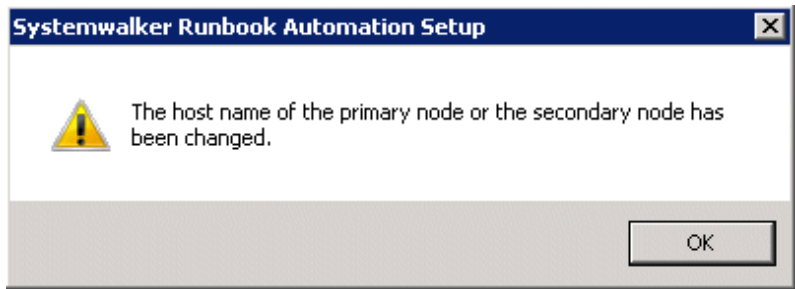 Systemwalker Runbook Automation Setup
The host name of the primary node or the secondary node has
been changed.
OK